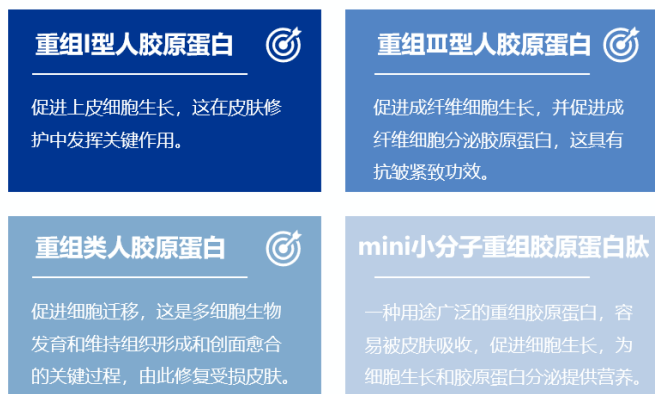 重组I型人胶原蛋白
促进上皮细胞生长，这在皮肤修
护中发挥关键作用。
重组Ⅲ型人胶原蛋白
促进成纤维细胞生长，并促进成
纤维细胞分泌胶原蛋白，这具有
抗皱紧致功效。
重组类人胶原蛋白
促进细胞迁移，这是多细胞生物
发育和维持组织形成和创面愈合
的关键过程，由此修复受损皮肤。
mini小分子重组胶原蛋白肽
一种用途广泛的重组胶原蛋白，容
易被皮肤吸收，促进细胞生长，为
细胞生长和胶原蛋白分泌提供营养。